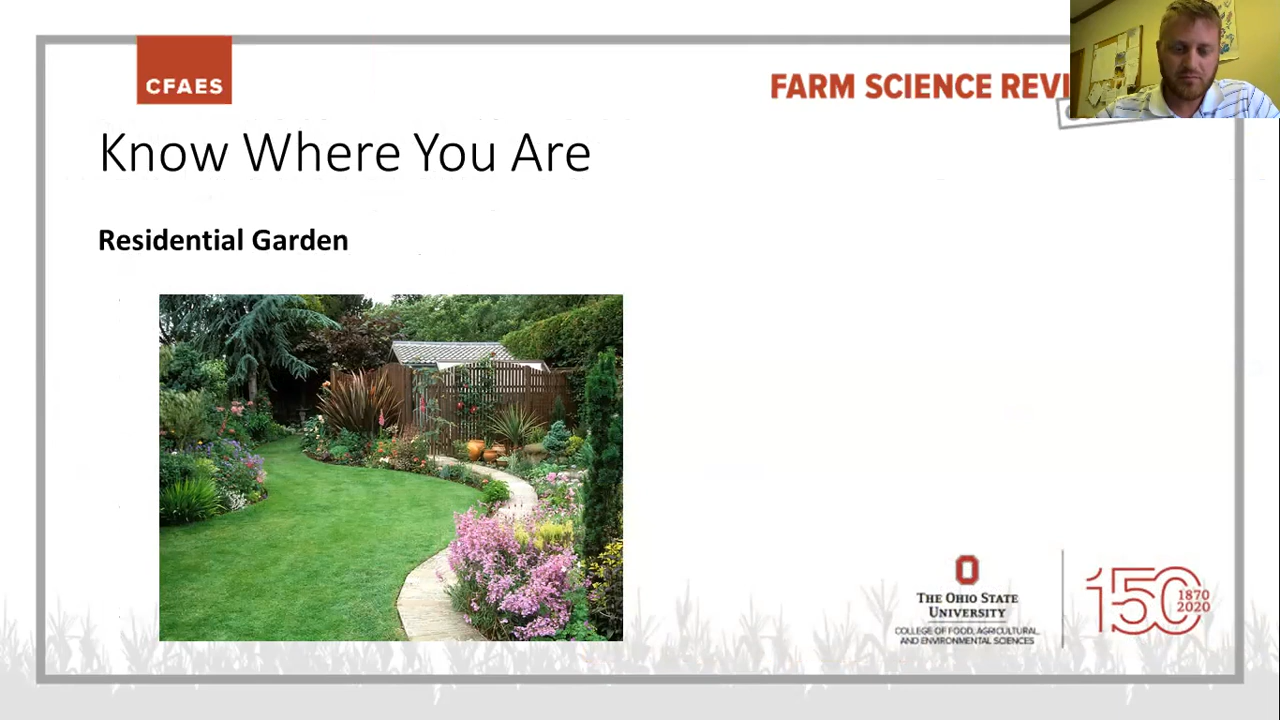 CFAES
FARM SCIENCE REVI
Know Where You Are
Residential Garden
THE OHIO STATE
UNIVERSITY
COLLEGE OF FOOD, AGRICULTURAL,
AND ENVIRONMENTAL SCIENCES
150
1870
2020